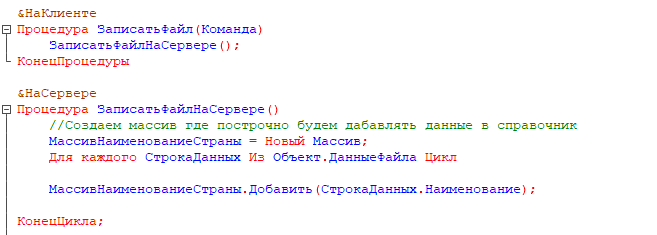 &НаКлиенте
Процедура ЗаписатьФайл(Команда)
ЗаписатьФайлНаСервере();
КонецПроцедуры
&НаСервере
Процедура ЗаписатьФайлНаСервере()
//Создаем массив где построчно будем дабавлять данные в справочник
МассивНаименованиеСтраны = Новый Массив;
Для каждого СтрокаДанных Из Объект.ДанныеФайла Цикл
МассивНаименованиеСтраны.Добавить(СтрокаДанных.Наименование);
КонецЦикла;